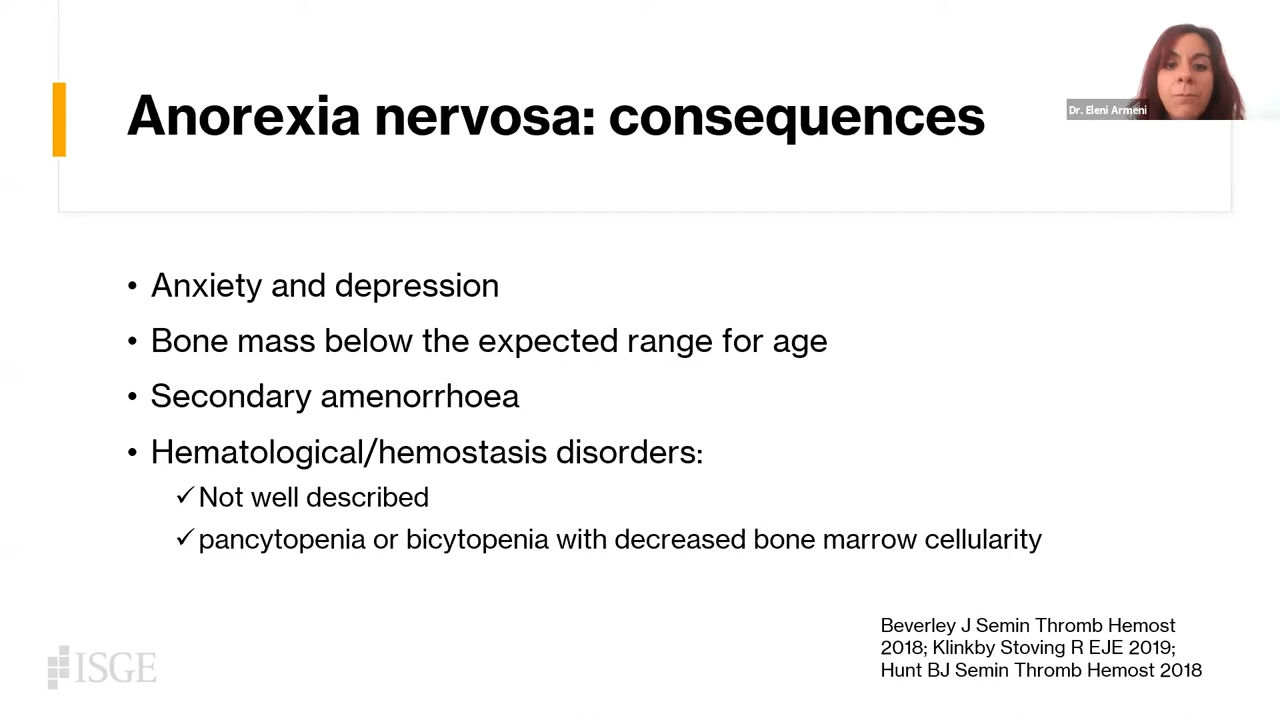 Anorexia nervosa: consequences
Dr. Eleni Armeni
• Anxiety and depression
• Bone mass below the expected range for age
• Secondary amenorrhoea
• Hematological/hemostasis disorders:
✓Not well described
✓pancytopenia or bicytopenia with decreased bone marrow cellularity
Beverley J Semin Thromb Hemost
2018; Klinkby Stoving R EJE 2019;
Hunt BJ Semin Thromb Hemost 2018
ISGE